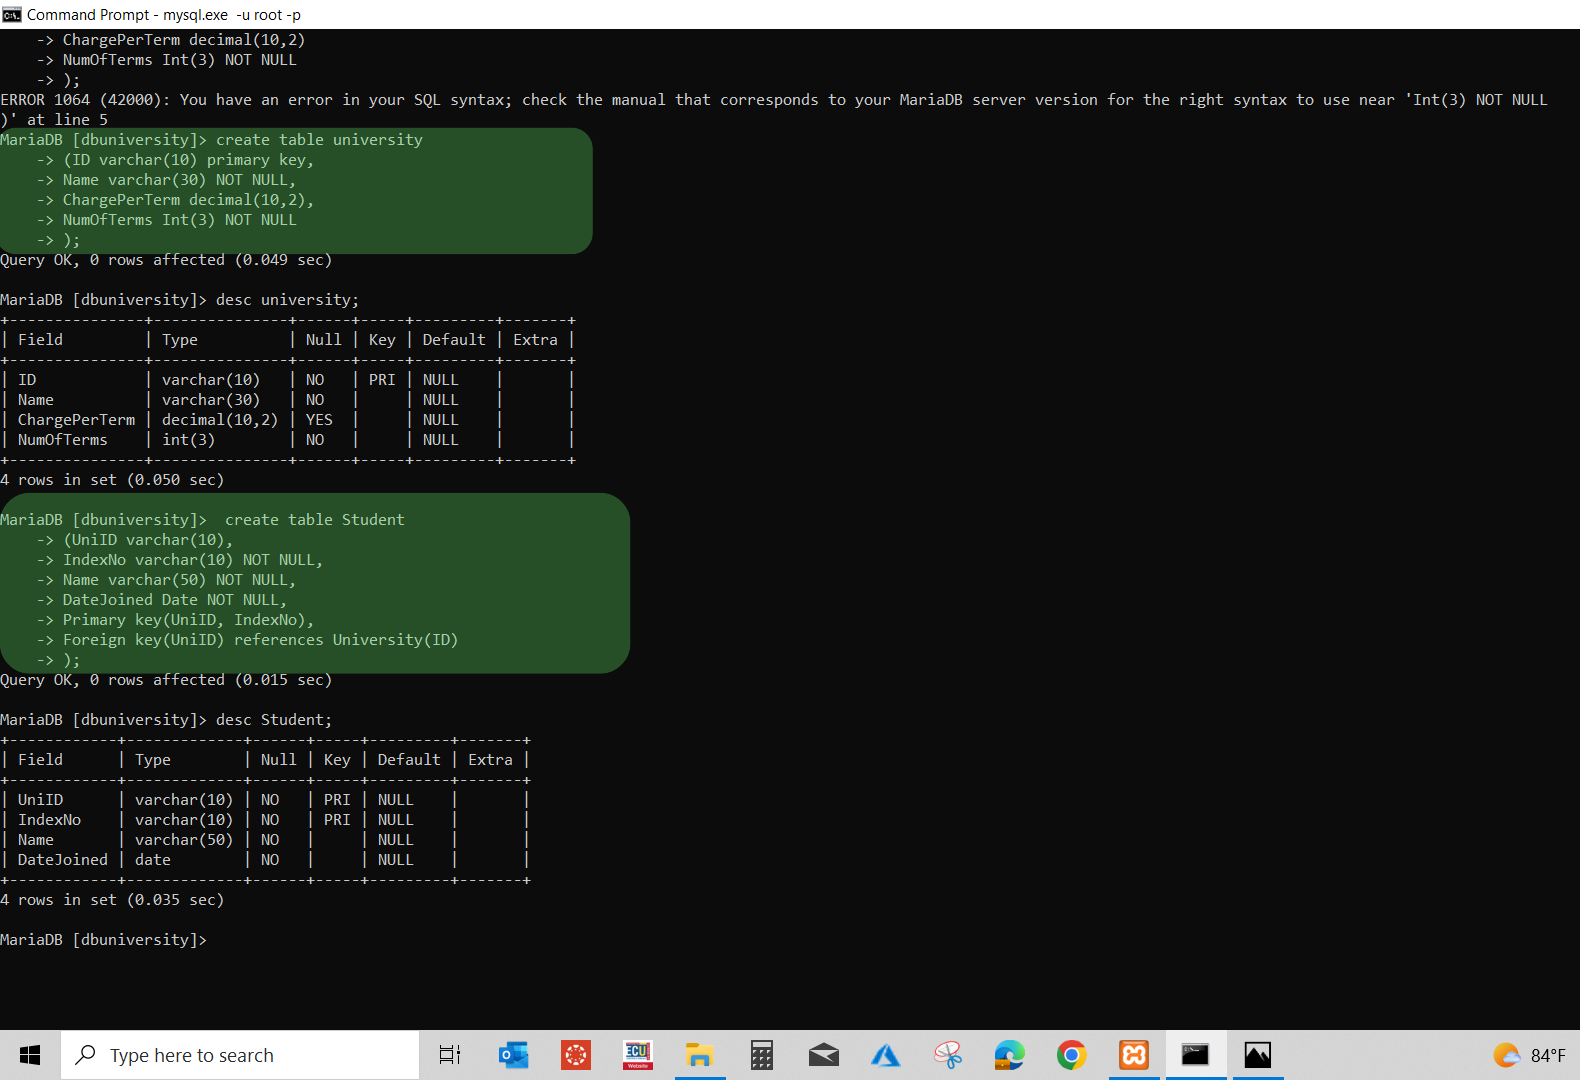 Command Prompt - mysql.exe  -u root -p
    -> ChargePerTerm decimal(10,2)
    -> NumOfTerms Int(3) NOT NULL
    -> );
ERROR 1064 (42000): You have an error in your SQL syntax; check the manual that corresponds to your MariaDB server version for the right syntax to use near 'Int(3) NOT NULL
)' at line 5
MariaDB [dbuniversity]> create table university
    -> (ID varchar(10) primary key,
    -> Name varchar(30) NOT NULL,
    -> ChargePerTerm decimal(10,2),
    -> NumOfTerms Int(3) NOT NULL
    -> );
Query OK, 0 rows affected (0.049 sec)
MariaDB [dbuniversity]> desc university;
+---------------+---------------+------+-----+---------+-------+
| Field         | Type          | Null | Key | Default | Extra |
+---------------+---------------+------+-----+---------+-------+
| ID            | varchar(10)   | NO   | PRI | NULL    |       |
| Name          | varchar(30)   | NO   |     | NULL    |       |
| ChargePerTerm | decimal(10,2) | YES  |     | NULL    |       |
| NumOfTerms    | int(3)        | NO   |     | NULL    |       |
+---------------+---------------+------+-----+---------+-------+
4 rows in set (0.050 sec)
MariaDB [dbuniversity]>  create table Student
    -> (UniID varchar(10),
    -> IndexNo varchar(10) NOT NULL,
    -> Name varchar(50) NOT NULL,
    -> DateJoined Date NOT NULL,
    -> Primary key(UniID, IndexNo),
    -> Foreign key(UniID) references University(ID)
    -> );
Query OK, 0 rows affected (0.015 sec)
MariaDB [dbuniversity]> desc Student;
+------------+-------------+------+-----+---------+-------+
| Field      | Type        | Null | Key | Default | Extra |
+------------+-------------+------+-----+---------+-------+
| UniID      | varchar(10) | NO   | PRI | NULL    |       |
| IndexNo    | varchar(10) | NO   | PRI | NULL    |       |
| Name       | varchar(50) | NO   |     | NULL    |       |
| DateJoined | date        | NO   |     | NULL    |       |
+------------+-------------+------+-----+---------+-------+
4 rows in set (0.035 sec)
MariaDB [dbuniversity]>
Type here to search
ECU
Website
84°F